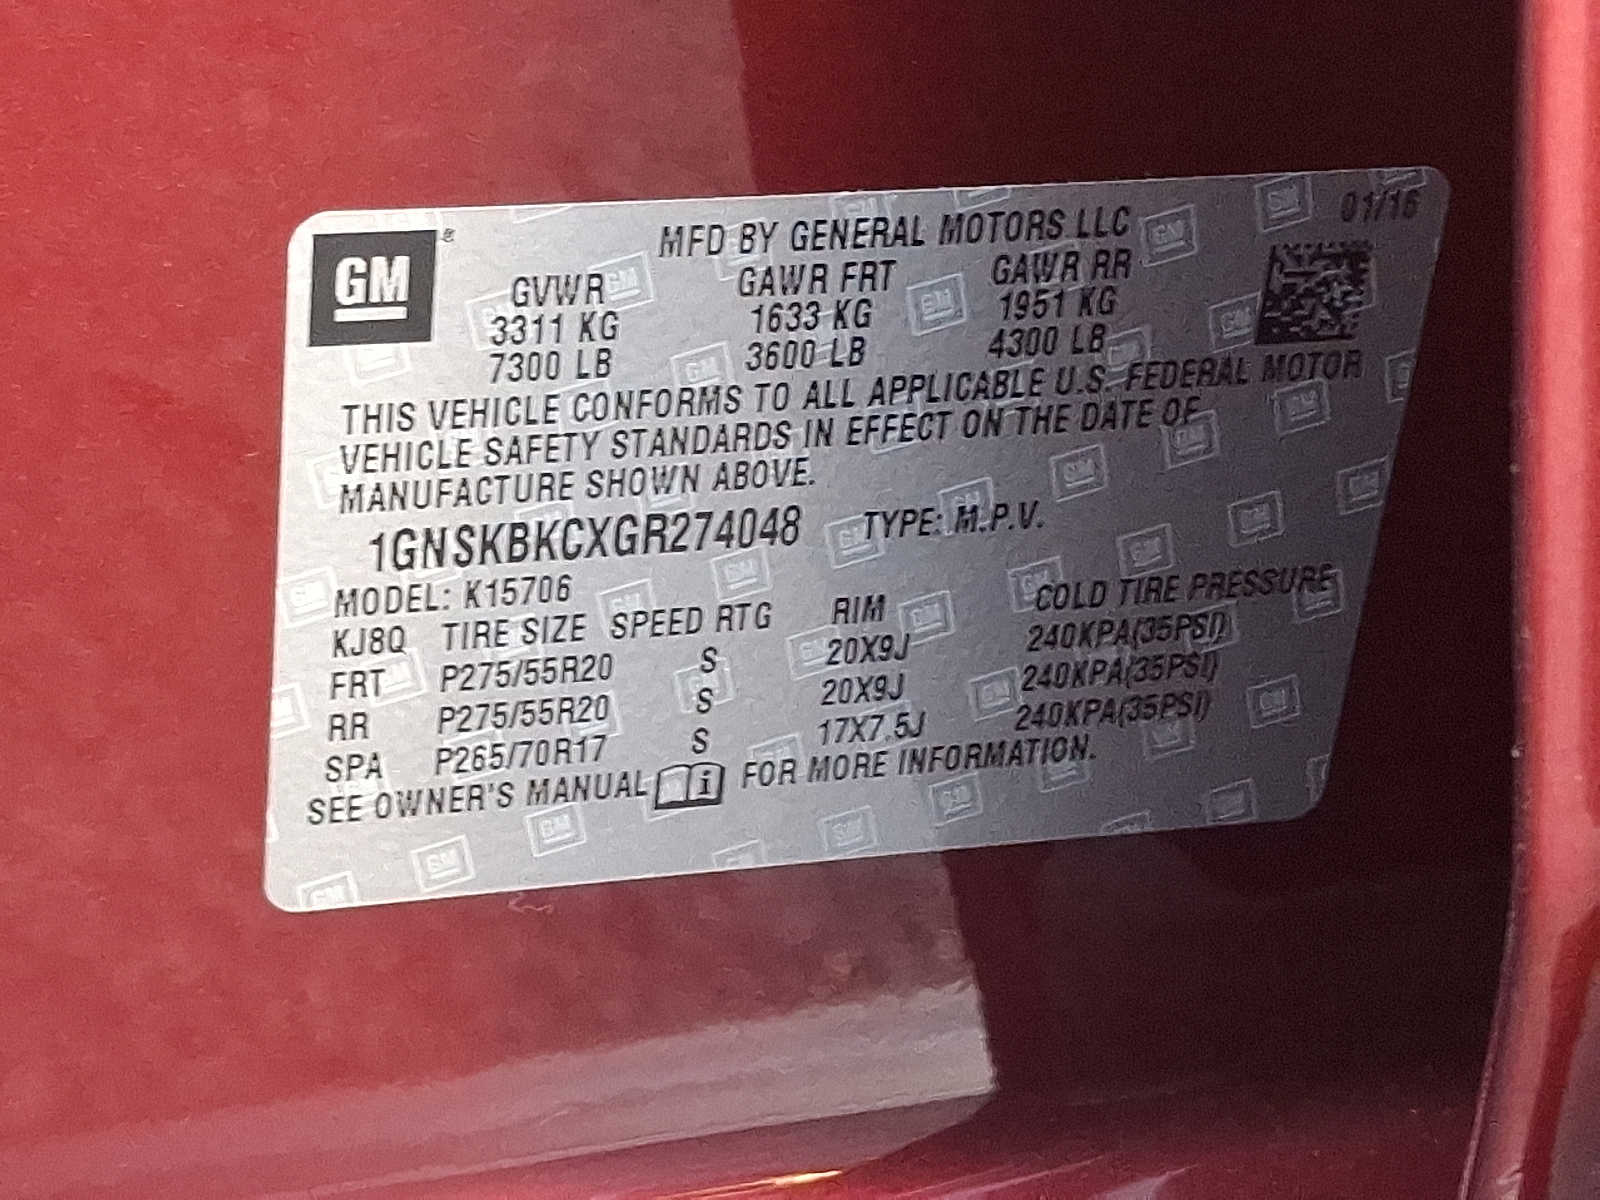 GM ®
MFD BY GENERAL MOTORS LLC 01/16
GVWR GAWR FRT GAWR RR
3311 KG 1633 KG 1951 KG
7300 LB 3600 LB 4300 LB
THIS VEHICLE CONFORMS TO ALL APPLICABLE U.S. FEDERAL MOTOR
VEHICLE SAFETY STANDARDS IN EFFECT ON THE DATE OF
MANUFACTURE SHOWN ABOVE.
1GNSKBKCXGR274048 TYPE: M.P.V.
MODEL: K15706
KJ8Q TIRE SIZE SPEED RTG RIM COLD TIRE PRESSURE
FRT P275/55R20 S 20X9J 240KPA(35PSI)
RR P275/55R20 S 20X9J 240KPA(35PSI)
SPA P265/70R17 S 17X7.5J 240KPA(35PSI)
SEE OWNER'S MANUAL i FOR MORE INFORMATION.